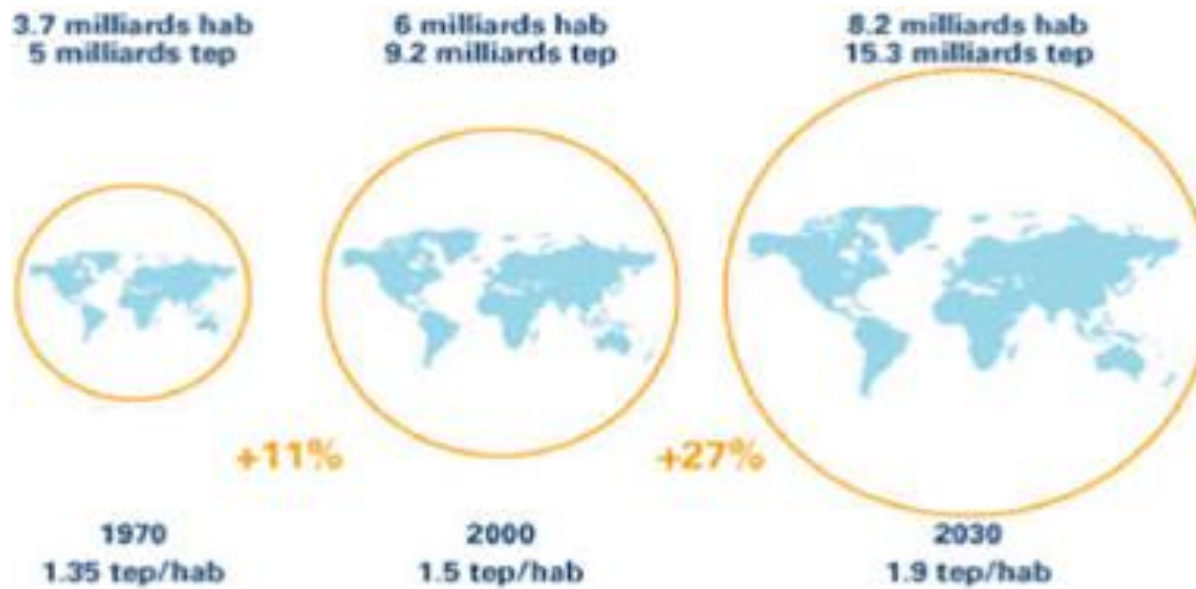 3.7 milliards hab
5 milliards tep
6 milliards hab
9.2 milliards tep
8.2 milliards hab
15.3 milliards tep
+11%
+27%
1970
1.35 tep/hab
2000
1.5 tep/hab
2030
1.9 tep/hab